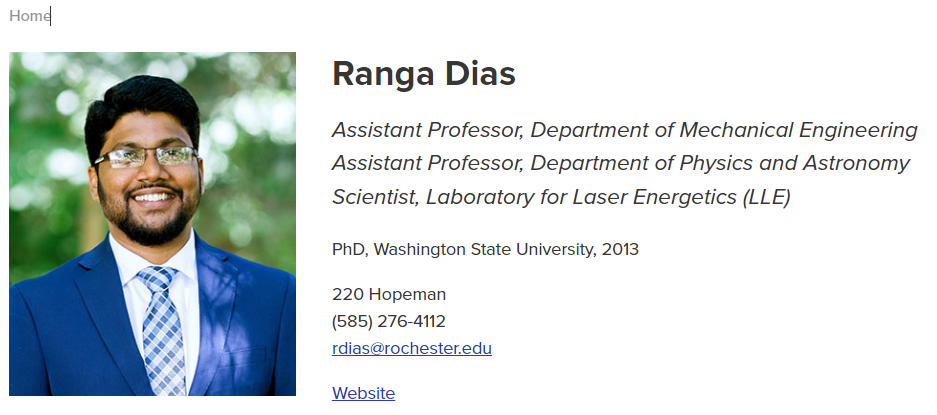 Home
Ranga Dias
Assistant Professor, Department of Mechanical Engineering
Assistant Professor, Department of Physics and Astronomy
Scientist, Laboratory for Laser Energetics (LLE)
PhD, Washington State University, 2013
220 Hopeman
(585) 276-4112
rdias@rochester.edu
Website